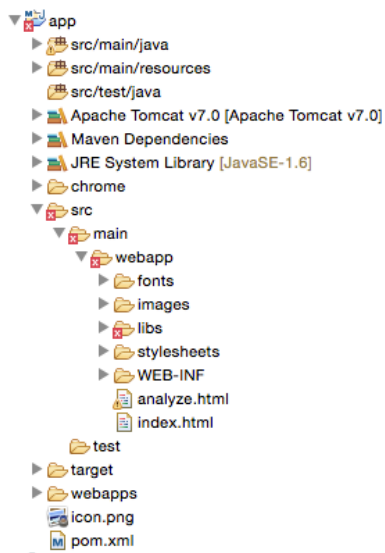 app
src/main/java
src/main/resources
src/test/java
Apache Tomcat v7.0 [Apache Tomcat v7.0]
Maven Dependencies
JRE System Library [JavaSE-1.6]
chrome
src
main
webapp
fonts
images
libs
stylesheets
WEB-INF
analyze.html
index.html
test
target
webapps
icon.png
pom.xml